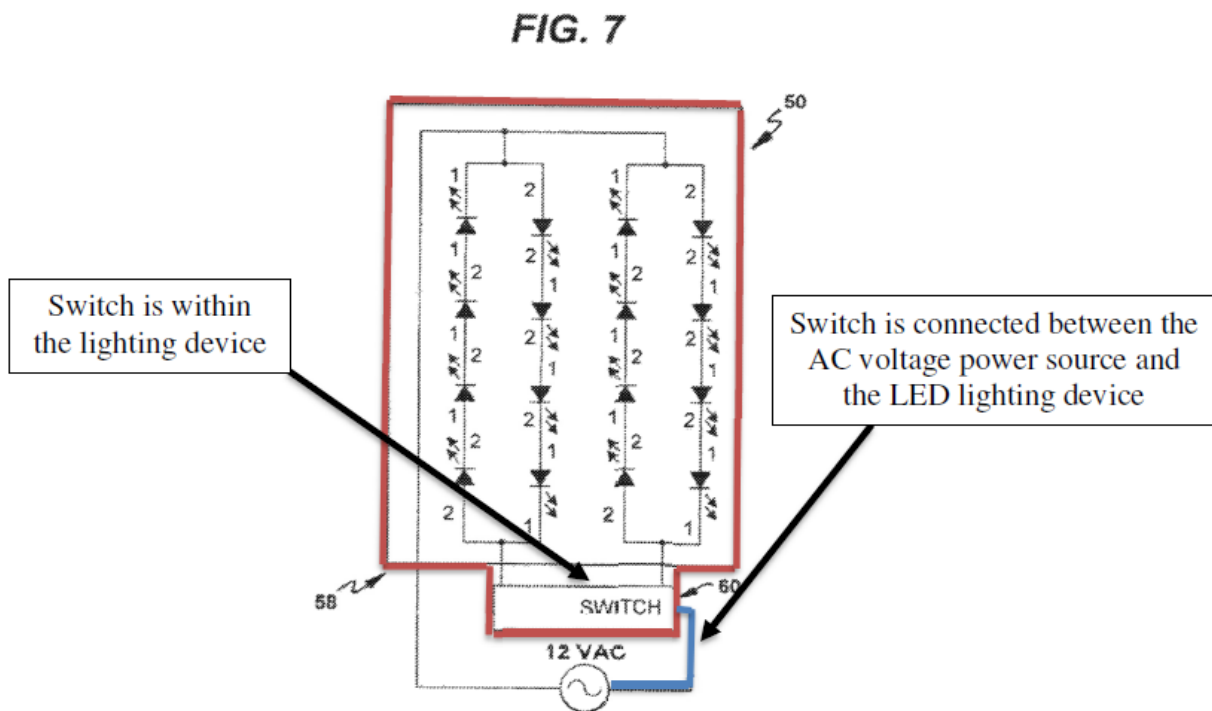 FIG. 7
50
1 2 1 2
1 2 1 2
2 1 2 1
Switch is within
the lighting device
Switch is connected between the
AC voltage power source and
the LED lighting device
1 2 1 2
2 1 2 1
1 2 1 2
2 1 2 1
2 1 2 1
58
60
SWITCH
12 VAC